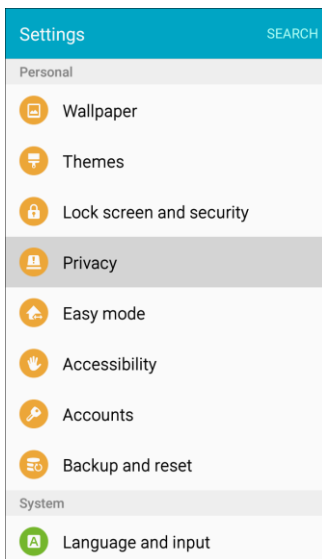 Settings SEARCH
Personal
Wallpaper
Themes
Lock screen and security
Privacy
Easy mode
Accessibility
Accounts
Backup and reset
System
A Language and input